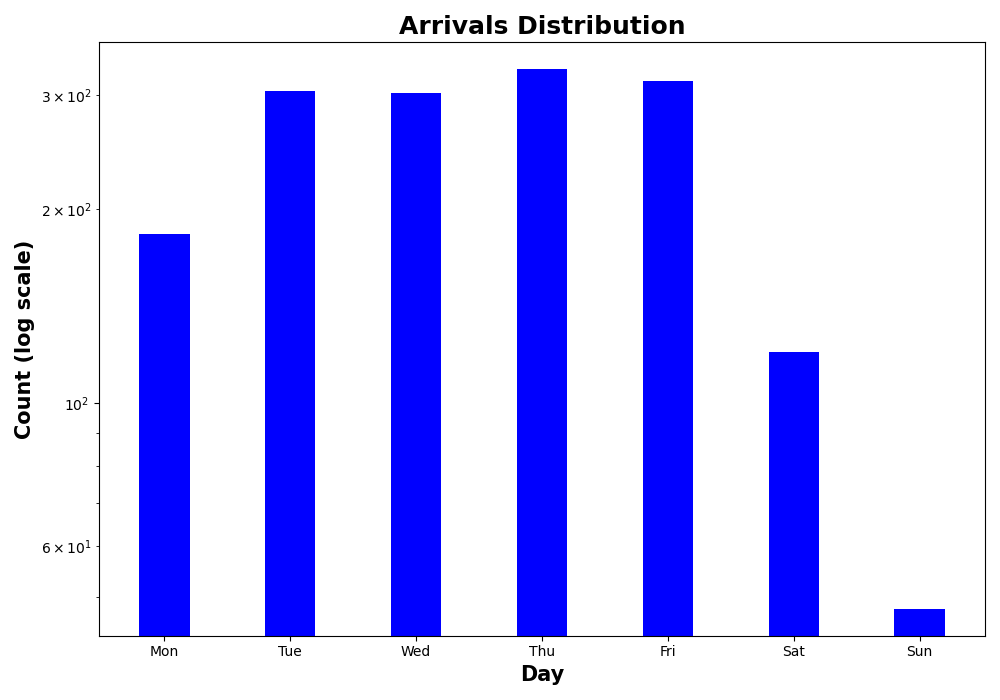 Arrivals Distribution
3 × 10²
2 × 10²
10²
6 × 10¹
Count (log scale)
Mon Tue Wed Thu Fri Sat Sun
Day